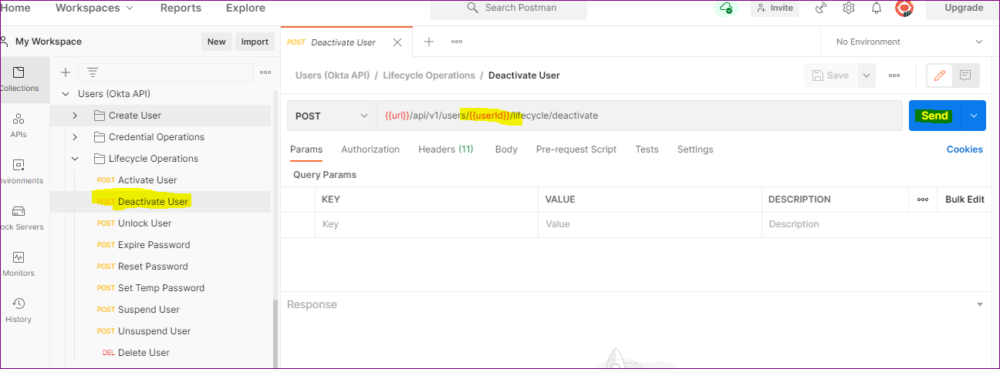 Home Workspaces Reports Explore Search Postman Invite Upgrade
My Workspace New Import
POST Deactivate User No Environment
Collections
Users (Okta API) / Lifecycle Operations / Deactivate User Save
Users (Okta API)
Create User
POST {{url}}/api/v1/users/{{userId}}/lifecycle/deactivate Send
APIs
Credential Operations
Params Authorization Headers (11) Body Pre-request Script Tests Settings Cookies
Lifecycle Operations
Query Params
nvironments
POST Activate User
KEY VALUE DESCRIPTION Bulk Edit
POST Deactivate User
Key Value Description
ock Servers
POST Unlock User
POST Expire Password
Monitors
POST Reset Password
POST Set Temp Password
Response
History
POST Suspend User
POST Unsuspend User
DEL Delete User